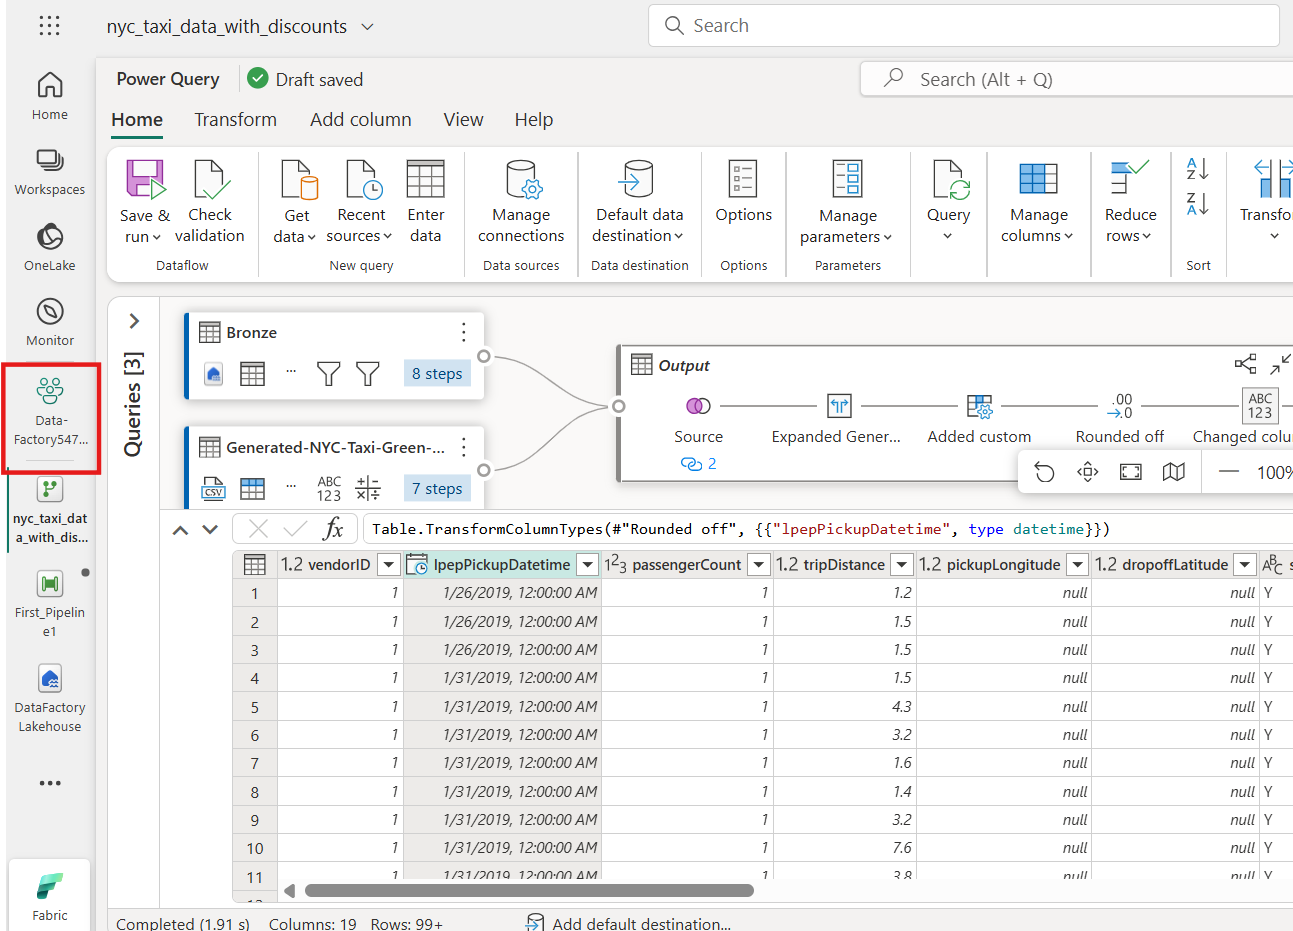 nyc_taxi_data_with_discounts
Search
Power Query
Draft saved
Search (Alt + Q)
Home
Transform
Add column
View
Help
Save &
run
Check
validation
Dataflow
Get
data
Recent
sources
Enter
data
New query
Manage
connections
Data sources
Default data
destination
Data destination
Options
Options
Manage
parameters
Parameters
Query
Manage
columns
Reduce
rows
A
Z
Z
A
Sort
Transfo
Home
Workspaces
OneLake
Monitor
Data-
Factory547...
nyc_taxi_dat
a_with_dis...
First_Pipelin
e1
DataFactory
Lakehouse
Fabric
Queries [3]
Bronze
...
8 steps
Generated-NYC-Taxi-Green-...
CSV
...
ABC
123
7 steps
Output
Source
2
Expanded Gener...
Added custom
.00
→.0
Rounded off
ABC
123
Changed colu
100%
fx Table.TransformColumnTypes(#"Rounded off", {{"lpepPickupDatetime", type datetime}})
1.2 vendorID lpepPickupDatetime 123 passengerCount 1.2 tripDistance 1.2 pickupLongitude 1.2 dropoffLatitude ABC s
1 1 1/26/2019, 12:00:00 AM 1 1.2 null null Y
2 1 1/26/2019, 12:00:00 AM 1 1.5 null null Y
3 1 1/26/2019, 12:00:00 AM 1 1.5 null null Y
4 1 1/31/2019, 12:00:00 AM 1 1.5 null null Y
5 1 1/31/2019, 12:00:00 AM 1 4.3 null null Y
6 1 1/31/2019, 12:00:00 AM 1 3.2 null null Y
7 1 1/31/2019, 12:00:00 AM 1 1.6 null null Y
8 1 1/31/2019, 12:00:00 AM 1 1.4 null null Y
9 1 1/31/2019, 12:00:00 AM 1 3.2 null null Y
10 1 1/31/2019, 12:00:00 AM 1 7.6 null null Y
11 1 1/31/2019, 12:00:00 AM 1 3.8 null null Y
Completed (1.91 s) Columns: 19 Rows: 99+
Add default destination...